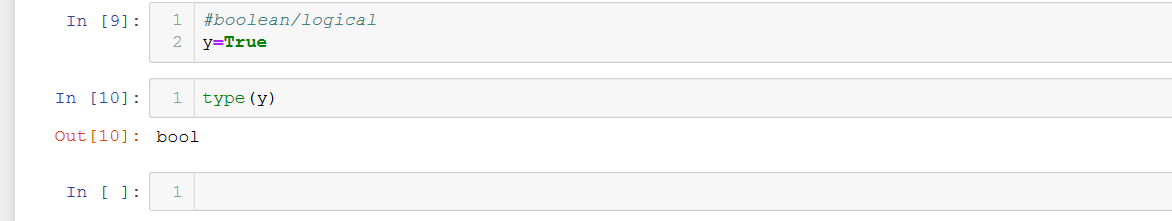 In [9]: 1 #boolean/logical
2 y=True
In [10]: 1 type(y)
Out[10]: bool
In [ ]: 1